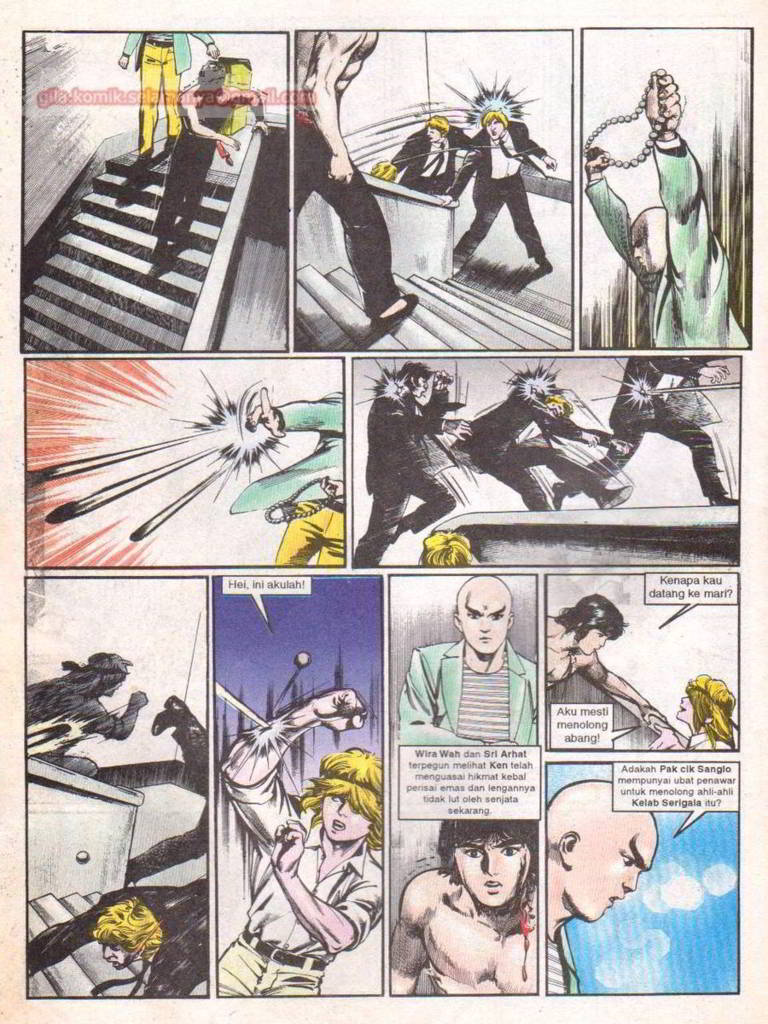 gila.komik.selamanya@gmail.com
Hei, ini akulah!
Wira Wah dan Sri Arhat
terpegun melihat Ken telah
menguasai hikmat kebal
perisai emas dan lengannya
tidak lut oleh senjata
sekarang.
Kenapa kau
datang ke mari?
Aku mesti
menolong
abang!
Adakah Pak cik Sanglo
mempunyai ubat penawar
untuk menolong ahli-ahli
Kelab Serigala itu?